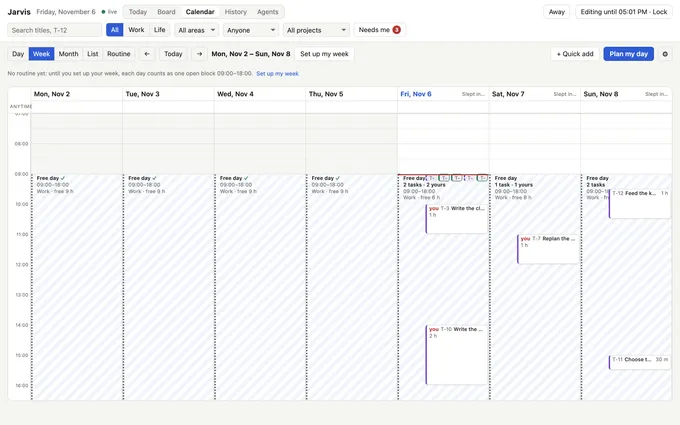 Jarvis Friday, November 6 live Today Board Calendar History Agents Away Editing until 05:01 PM · Lock
Search titles, T-12 All Work Life All areas Anyone All projects Needs me 3
Day Week Month List Routine ← Today → Mon, Nov 2 – Sun, Nov 8 Set up my week + Quick add Plan my day
No routine yet: until you set up your week, each day counts as one open block 09:00–18:00. Set up my week
Mon, Nov 2 Tue, Nov 3 Wed, Nov 4 Thu, Nov 5 Fri, Nov 6 Slept in… Sat, Nov 7 Slept in… Sun, Nov 8 Slept in…
ANYTIME
07:00
08:00
Free day ✓
09:00–18:00
Work · free 9 h
Free day ✓
09:00–18:00
Work · free 9 h
Free day ✓
09:00–18:00
Work · free 9 h
Free day ✓
09:00–18:00
Work · free 9 h
Free day
2 tasks · 2 yours
09:00–18:00
Work · free 6 h
T- T- T- T- T-
you T-3 Write the cl…
1 h
you T-10 Write the …
2 h
Free day
1 task · 1 yours
09:00–18:00
Work · free 8 h
you T-7 Replan the …
1 h
Free day
2 tasks
09:00–18
Work · fr
T-12 Feed the k… 1 h
T-11 Choose t… 30 m
10:00
11:00
12:00
13:00
14:00
15:00
16:00